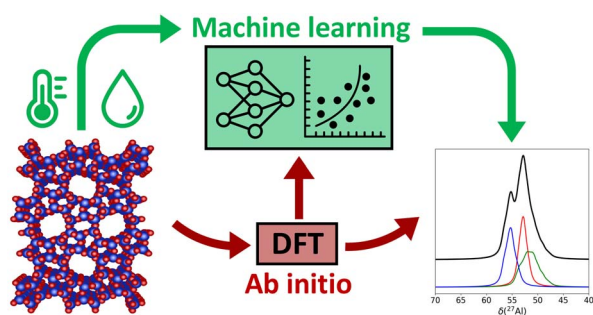 Machine learning
DFT
Ab initio
70 65 60 55 50 45 40
δ(²⁷Al)